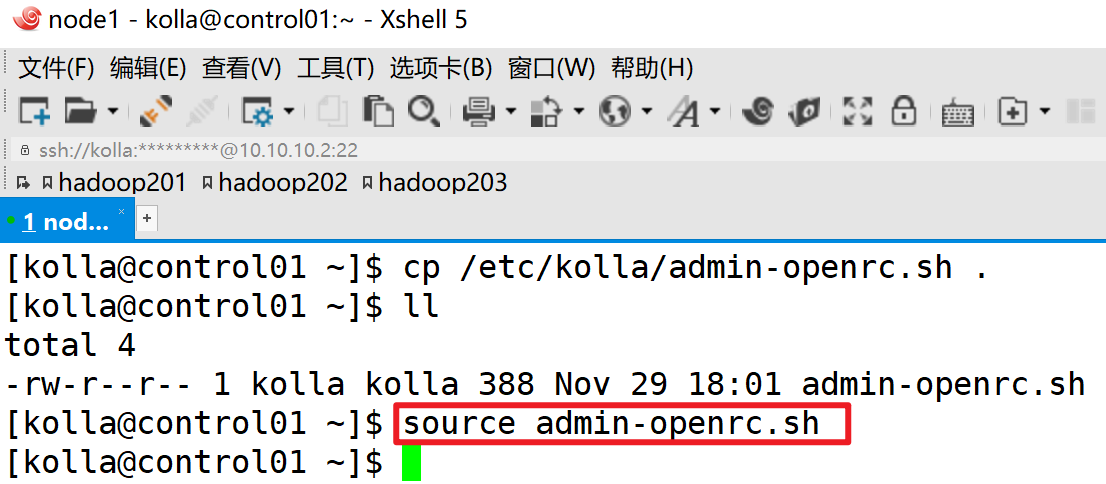 node1 - kolla@control01:~ - Xshell 5
文件(F) 编辑(E) 查看(V) 工具(T) 选项卡(B) 窗口(W) 帮助(H)
ssh://kolla:*********@10.10.10.2:22
hadoop201 hadoop202 hadoop203
1 nod... × +
[kolla@control01 ~]$ cp /etc/kolla/admin-openrc.sh .
[kolla@control01 ~]$ ll
total 4
-rw-r--r-- 1 kolla kolla 388 Nov 29 18:01 admin-openrc.sh
[kolla@control01 ~]$ source admin-openrc.sh
[kolla@control01 ~]$